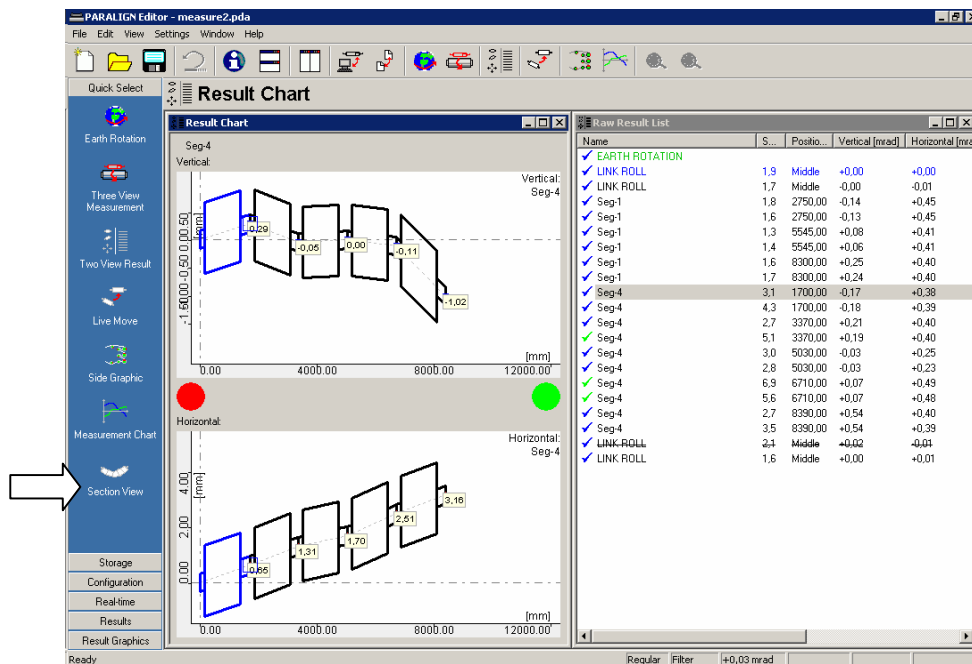 PARALIGN Editor - measure2.pda
File Edit View Settings Window Help
Quick Select
Result Chart
Earth Rotation
Three View
Measurement
Two View Result
Live Move
Side Graphic
Measurement Chart
Section View
Storage
Configuration
Real-time
Results
Result Graphics
Result Chart
Seg-4
Vertical:
Vertical:
Seg-4
[mm]
0,29
-0,05
0,00
-0,11
-1,02
[mm]
0.00 4000.00 8000.00 12000.00
Horizontal:
Horizontal:
Seg-4
4.00
[mm]
2.00
0.00
0,65
1,31
1,70
2,51
3,16
[mm]
0.00 4000.00 8000.00 12000.00
Raw Result List
Name S... Positio... Vertical [mrad] Horizontal [mra
EARTH ROTATION
LINK ROLL 1,9 Middle +0,00 +0,00
LINK ROLL 1,7 Middle -0,00 -0,01
Seg-1 1,8 2750,00 -0,14 +0,45
Seg-1 1,6 2750,00 -0,13 +0,45
Seg-1 1,3 5545,00 +0,08 +0,41
Seg-1 1,4 5545,00 +0,06 +0,41
Seg-1 1,6 8300,00 +0,25 +0,40
Seg-1 1,7 8300,00 +0,24 +0,40
Seg-4 3,1 1700,00 -0,17 +0,38
Seg-4 4,3 1700,00 -0,18 +0,39
Seg-4 2,7 3370,00 +0,21 +0,40
Seg-4 5,1 3370,00 +0,19 +0,40
Seg-4 3,0 5030,00 -0,03 +0,25
Seg-4 2,8 5030,00 -0,03 +0,23
Seg-4 6,9 6710,00 +0,07 +0,49
Seg-4 5,6 6710,00 +0,07 +0,48
Seg-4 2,7 8390,00 +0,54 +0,40
Seg-4 3,5 8390,00 +0,54 +0,39
LINK ROLL 2,1 Middle +0,02 -0,01
LINK ROLL 1,6 Middle +0,00 +0,01
Ready Regular Filter +0,03 mrad